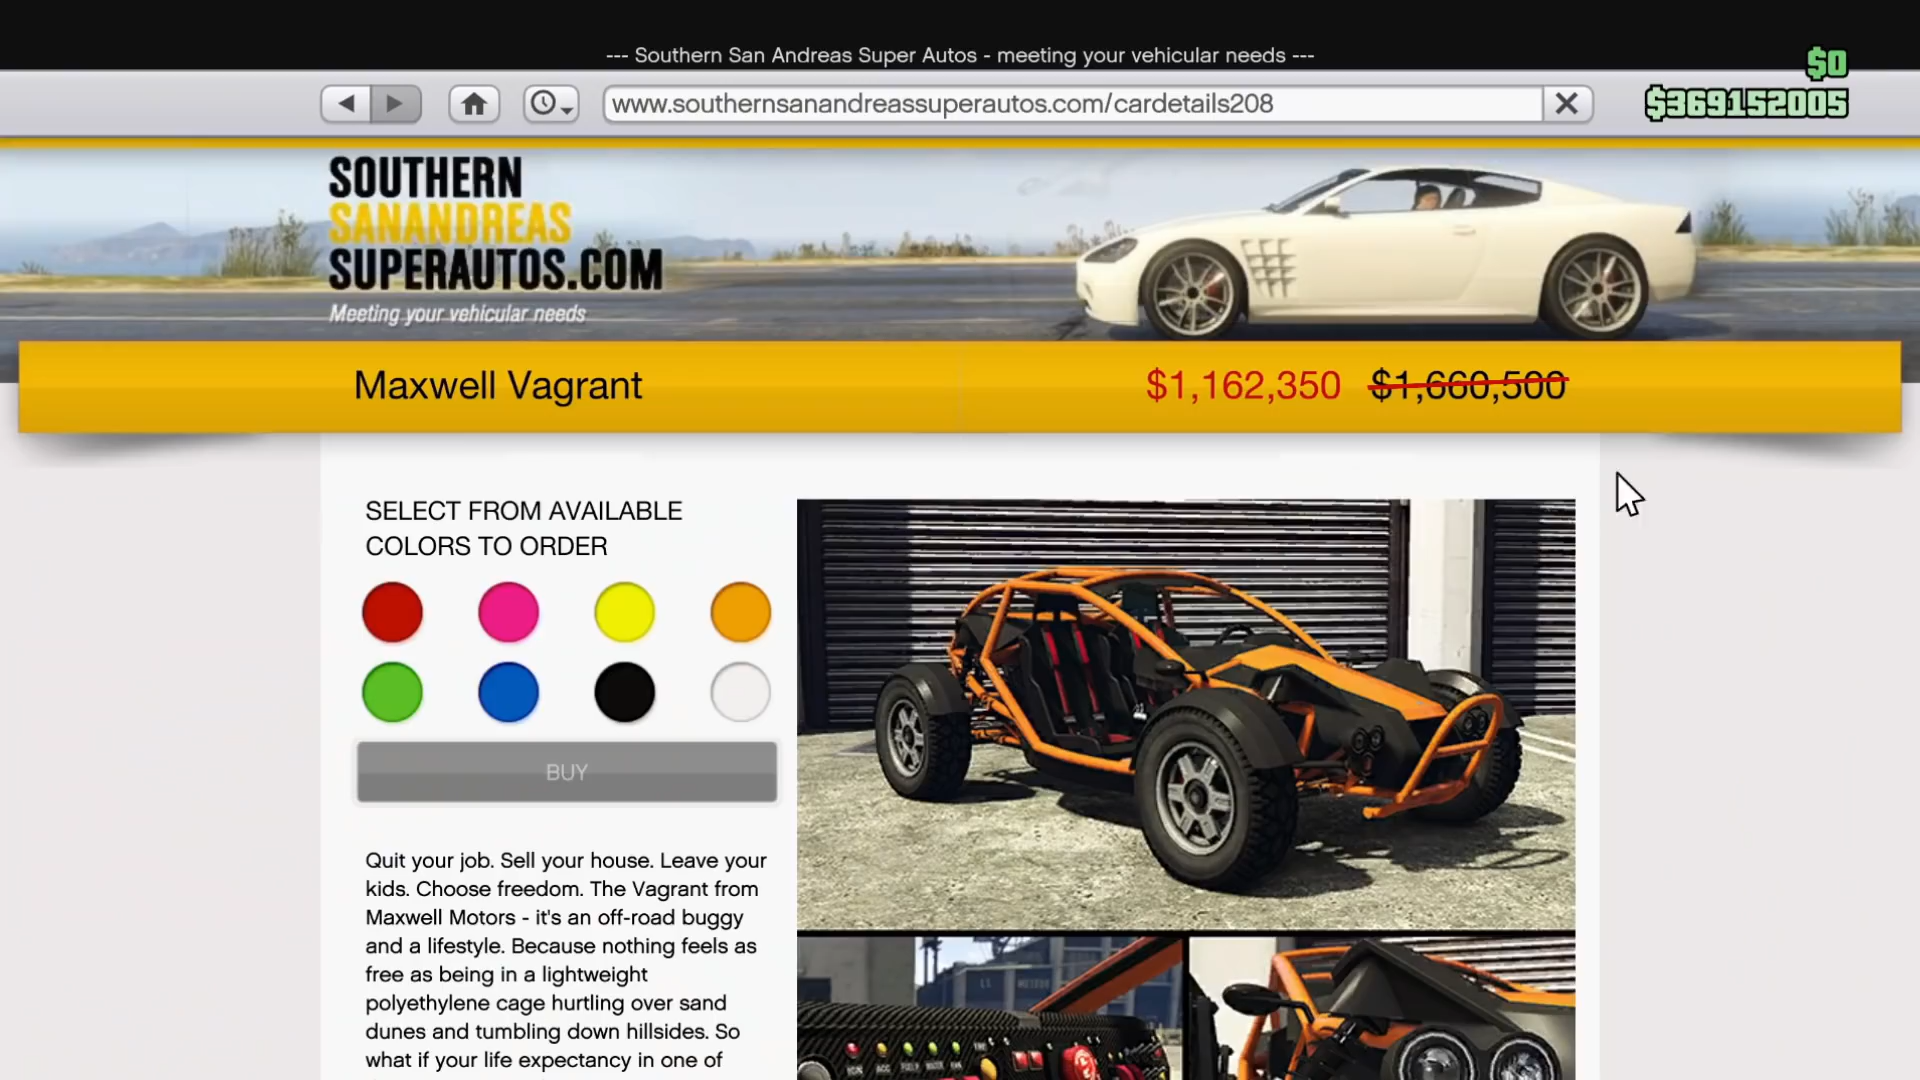 --- Southern San Andreas Super Autos - meeting your vehicular needs ---
$0
www.southernsanandreassuperautos.com/cardetails208
$369152005
SOUTHERN
SANANDREAS
SUPERAUTOS.COM
Meeting your vehicular needs
Maxwell Vagrant
$1,162,350 $1,660,500
SELECT FROM AVAILABLE
COLORS TO ORDER
BUY
Quit your job. Sell your house. Leave your
kids. Choose freedom. The Vagrant from
Maxwell Motors - it's an off-road buggy
and a lifestyle. Because nothing feels as
free as being in a lightweight
polyethylene cage hurtling over sand
dunes and tumbling down hillsides. So
what if your life expectancy in one of